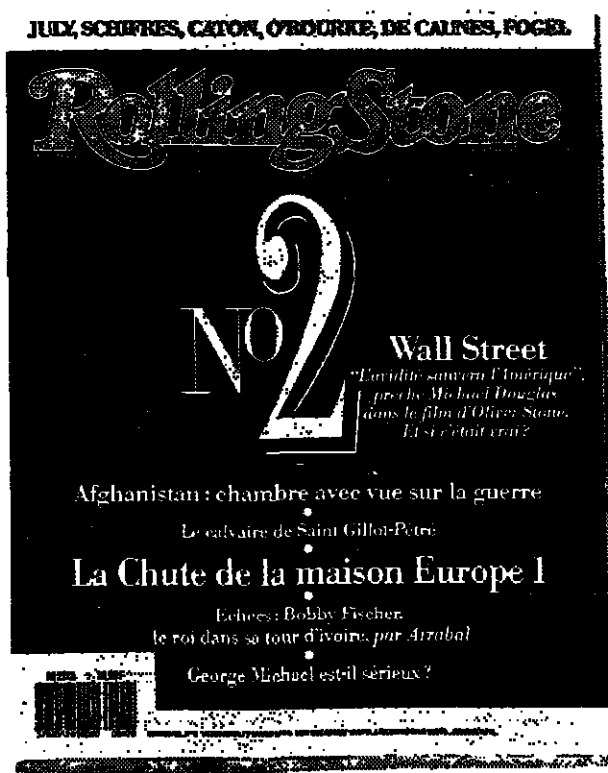 JULY, SCHIFRES, CATON, O'ROURKE, DE CAUNES, FOGEL
RollingStone
Nº2
Wall Street
"L'avidité sauvera l'Amérique",
prêche Michael Douglas
dans le film d'Oliver Stone.
Et si c'était vrai?
Afghanistan : chambre avec vue sur la guerre
Le calvaire de Saint Gillot-Pétré
La Chute de la maison Europe 1
Echecs : Bobby Fischer,
le roi dans sa tour d'ivoire, par Arrabal
George Michael est-il sérieux ?